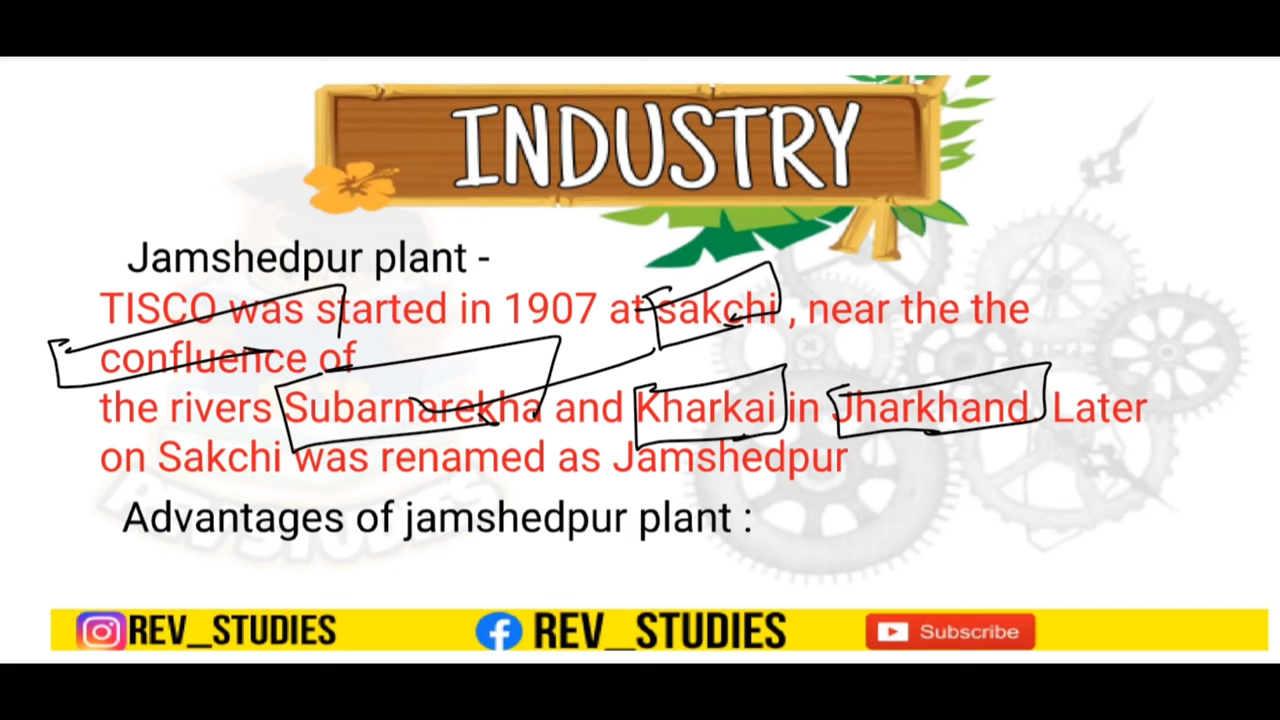 INDUSTRY
Jamshedpur plant -
TISCO was started in 1907 at sakchi , near the the
confluence of
the rivers Subarnarekha and Kharkai in Jharkhand. Later
on Sakchi was renamed as Jamshedpur
Advantages of jamshedpur plant :
REV_STUDIES REV_STUDIES Subscribe